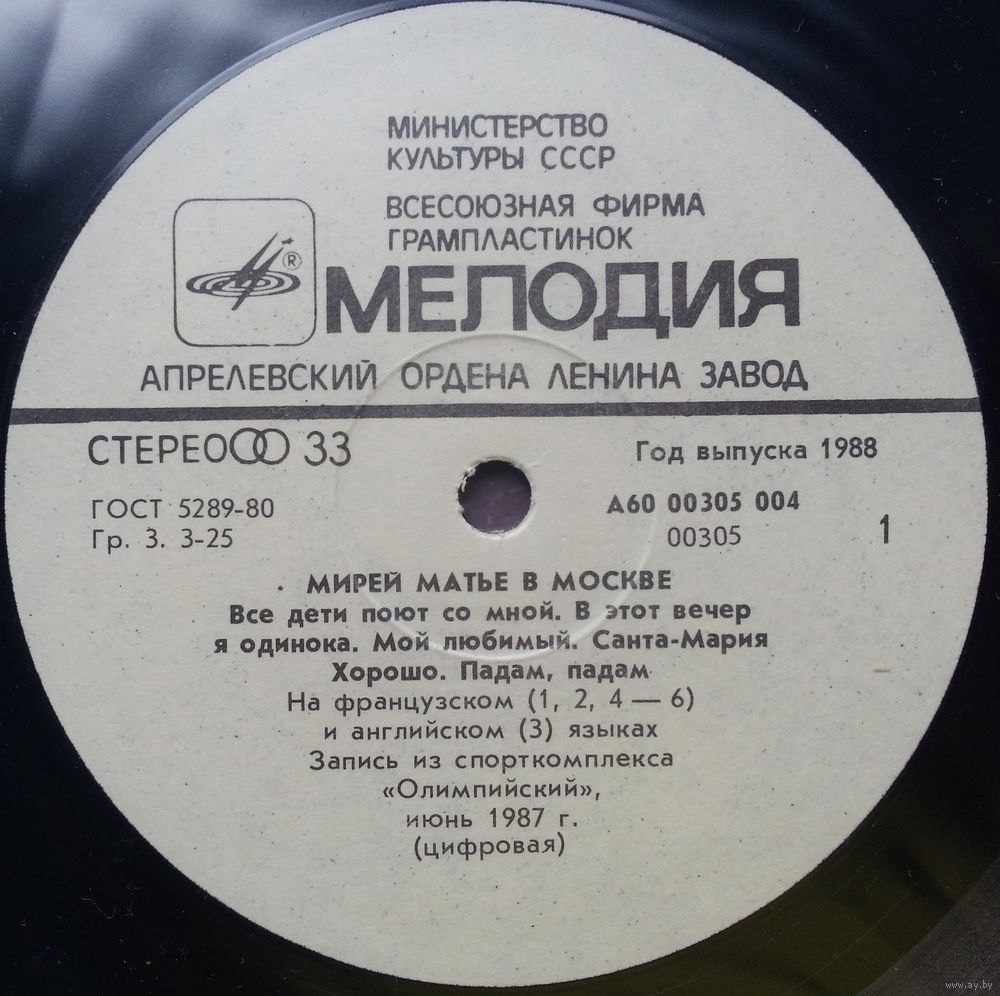 МИНИСТЕРСТВО
КУЛЬТУРЫ СССР
ВСЕСОЮЗНАЯ ФИРМА
ГРАМПЛАСТИНОК
®
МЕЛОДИЯ
АПРЕЛЕВСКИЙ ОРДЕНА ЛЕНИНА ЗАВОД
СТЕРЕО 33
Год выпуска 1988
ГОСТ 5289-80
Гр. 3. 3-25
А60 00305 004
00305
1
МИРЕЙ МАТЬЕ В МОСКВЕ
Все дети поют со мной. В этот вечер
я одинока. Мой любимый. Санта-Мария
Хорошо. Падам, падам
На французском (1, 2, 4 — 6)
и английском (3) языках
Запись из спорткомплекса
«Олимпийский»,
июнь 1987 г.
(цифровая)
www.ay.by